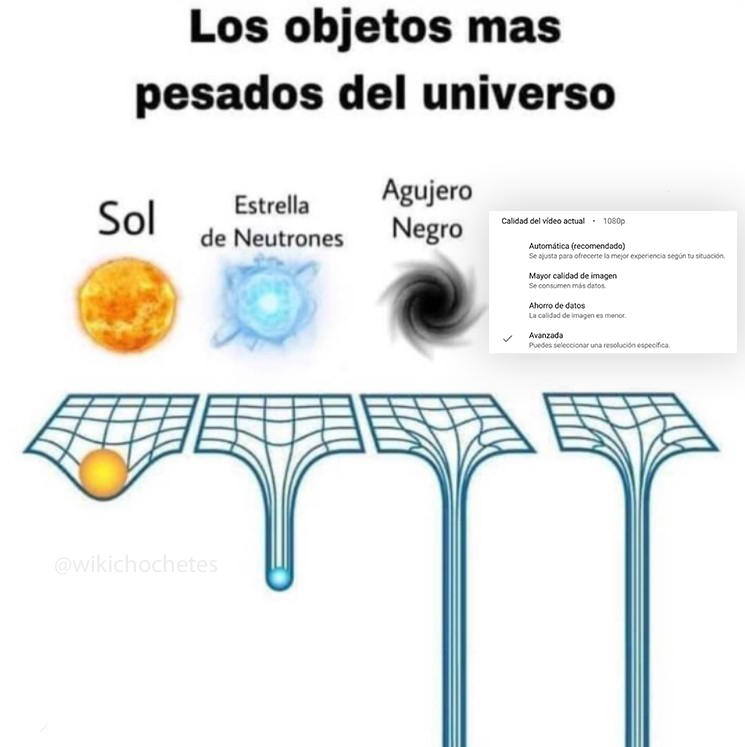 Los objetos mas
pesados del universo
Sol
Estrella
de Neutrones
Agujero
Negro
Calidad del vídeo actual • 1080p
Automática (recomendado)
Se ajusta para ofrecerte la mejor experiencia según tu situación.
Mayor calidad de imagen
Se consumen más datos.
Ahorro de datos
La calidad de imagen es menor.
Avanzada
Puedes seleccionar una resolución específica.
@wikichochetes